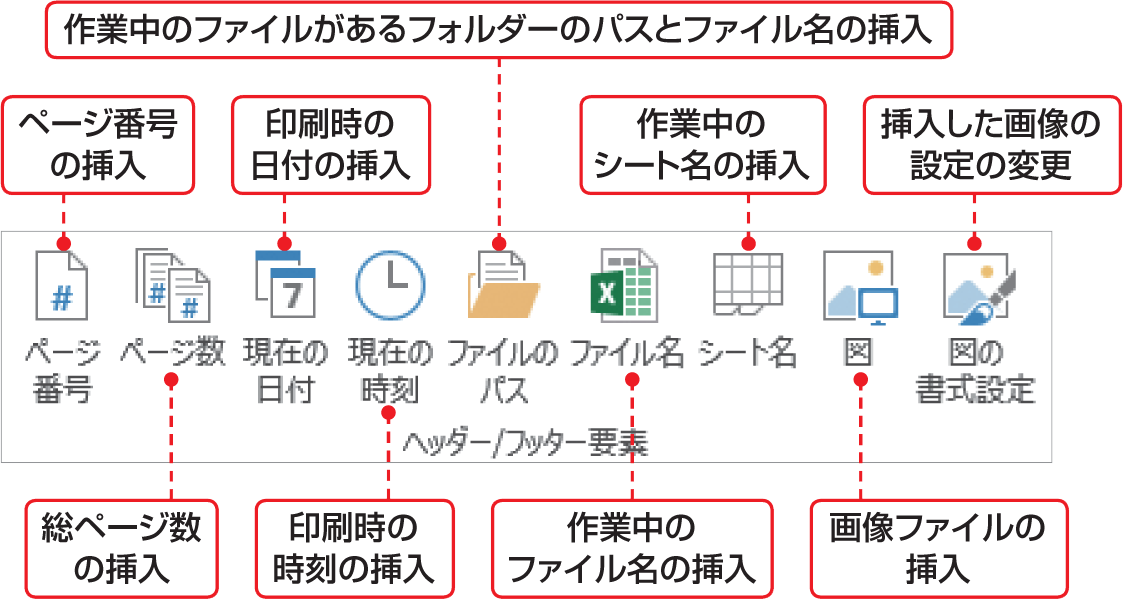 作業中のファイルがあるフォルダーのパスとファイル名の挿入
ページ番号
の挿入
印刷時の
日付の挿入
作業中の
シート名の挿入
挿入した画像の
設定の変更
#
#
#
7
X
ページ
番号
ページ数
現在の
日付
現在の
時刻
ファイルの
パス
ファイル名
シート名
図
図の
書式設定
ヘッダー/フッター要素
総ページ数
の挿入
印刷時の
時刻の挿入
作業中の
ファイル名の挿入
画像ファイルの
挿入